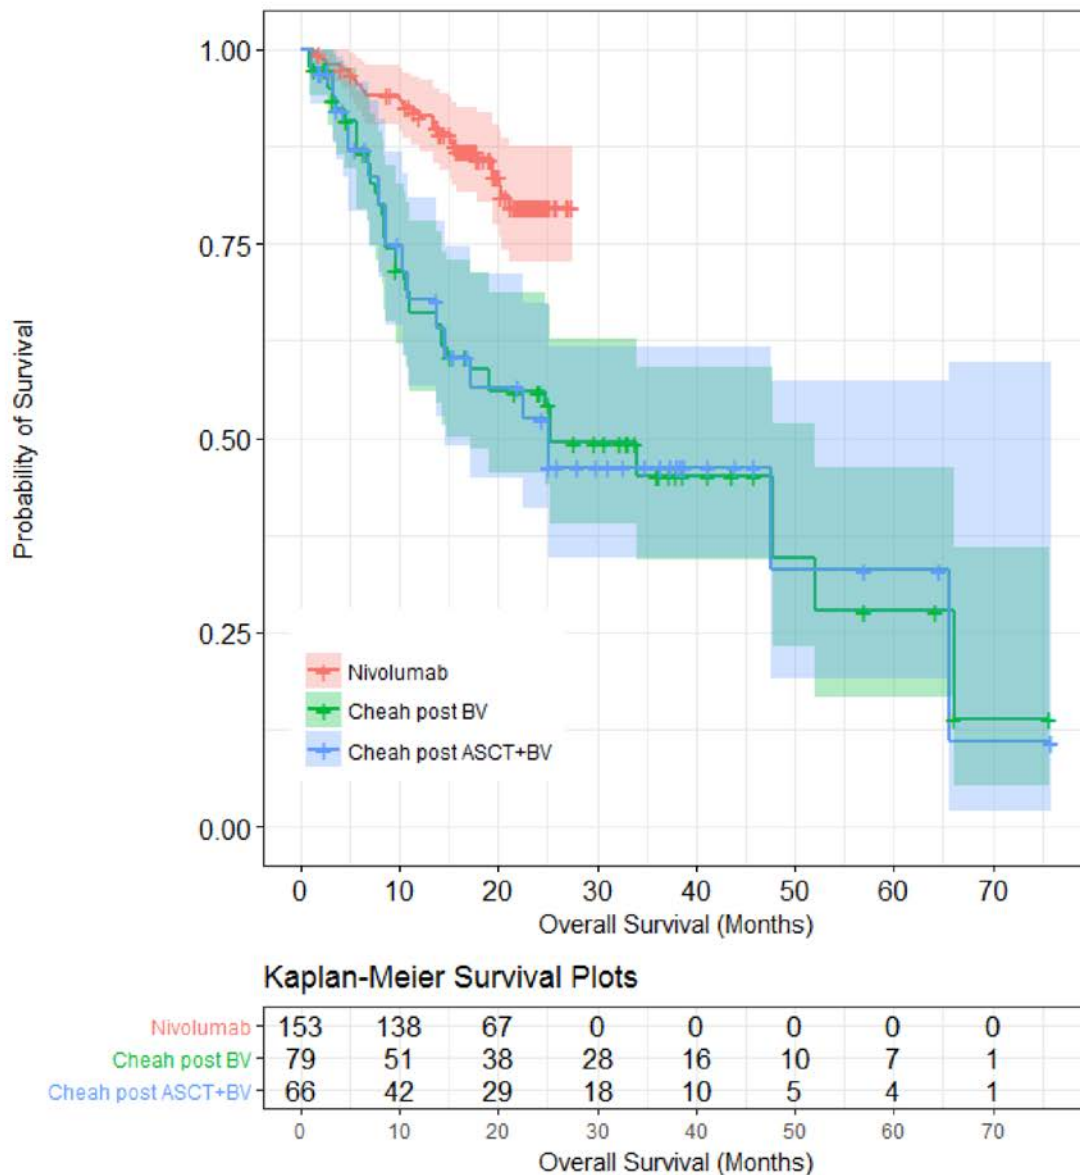 1.00
0.75
0.50
0.25
0.00
Probability of Survival
Nivolumab
Cheah post BV
Cheah post ASCT+BV
0 10 20 30 40 50 60 70
Overall Survival (Months)
Kaplan-Meier Survival Plots
Nivolumab 153 138 67 0 0 0 0 0
Cheah post BV 79 51 38 28 16 10 7 1
Cheah post ASCT+BV 66 42 29 18 10 5 4 1
0 10 20 30 40 50 60 70
Overall Survival (Months)